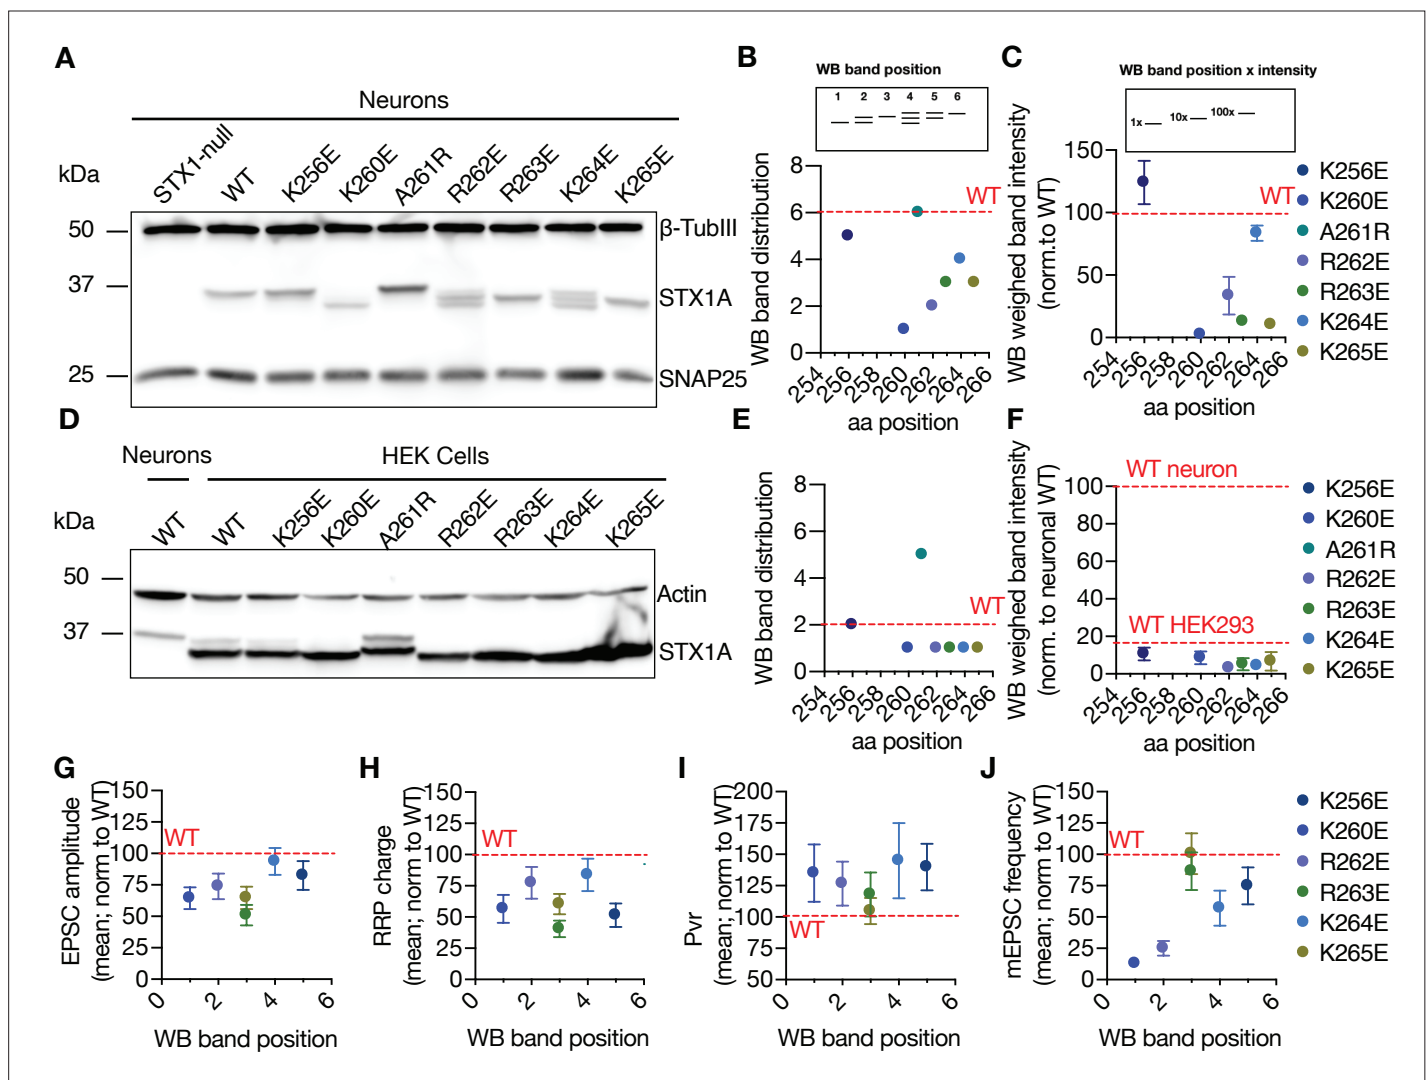 A
Neurons
kDa
STX1-null
WT
K256E
K260E
A261R
R262E
R263E
K264E
K265E
50
37
25
β-TubIII
STX1A
SNAP25
B
WB band position
1 2 3 4 5 6
WB band distribution
8
6
4
2
0
WT
254 256 258 260 262 264 266
aa position
C
WB band position x intensity
1x 10x 100x
WB weighed band intensity
(norm.to WT)
150
100
50
0
WT
254 256 258 260 262 264 266
aa position
K256E
K260E
A261R
R262E
R263E
K264E
K265E
D
Neurons
HEK Cells
kDa
WT
WT
K256E
K260E
A261R
R262E
R263E
K264E
K265E
50
37
Actin
STX1A
E
WB band distribution
8
6
4
2
0
WT
254 256 258 260 262 264 266
aa position
F
WB weighed band intensity
(norm. to neuronal WT)
100
80
60
40
20
0
WT neuron
WT HEK293
254 256 258 260 262 264 266
aa position
K256E
K260E
A261R
R262E
R263E
K264E
K265E
G
EPSC amplitude
(mean; norm to WT)
150
125
100
75
50
25
0
WT
0 2 4 6
WB band position
H
RRP charge
(mean; norm to WT)
150
125
100
75
50
25
0
WT
0 2 4 6
WB band position
I
Pvr
(mean; norm to WT)
200
175
150
125
100
75
50
WT
0 2 4 6
WB band position
J
mEPSC frequency
(mean; norm to WT)
150
125
100
75
50
25
0
WT
0 2 4 6
WB band position
K256E
K260E
R262E
R263E
K264E
K265E